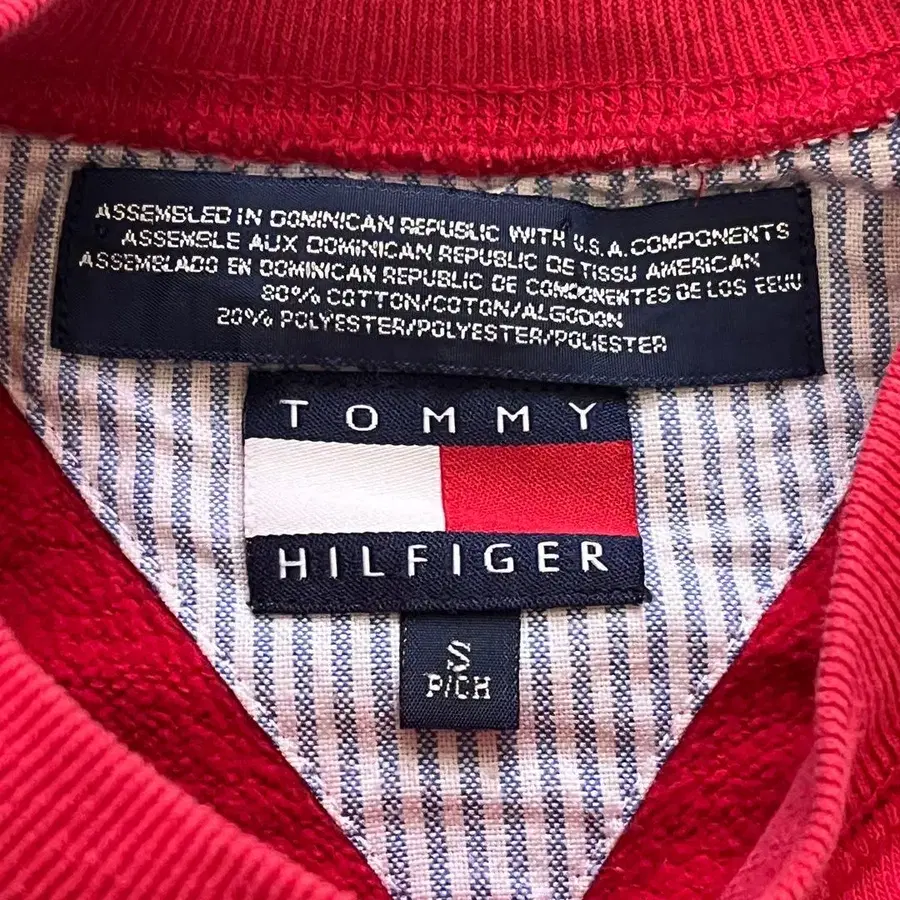 ASSEMBLED IN DOMINICAN REPUBLIC WITH U.S.A. COMPONENTS
ASSEMBLE AUX DOMINICAN REPUBLIC DE TISSU AMERICAN
ASSEMBLADO EN DOMINICAN REPUBLIC DE COMPONENTES DE LOS EEUU
80% COTTON/COTON/ALGODON
20% POLYESTER/POLYESTER/POLIESTER
TOMMY
HILFIGER
S
P/CH